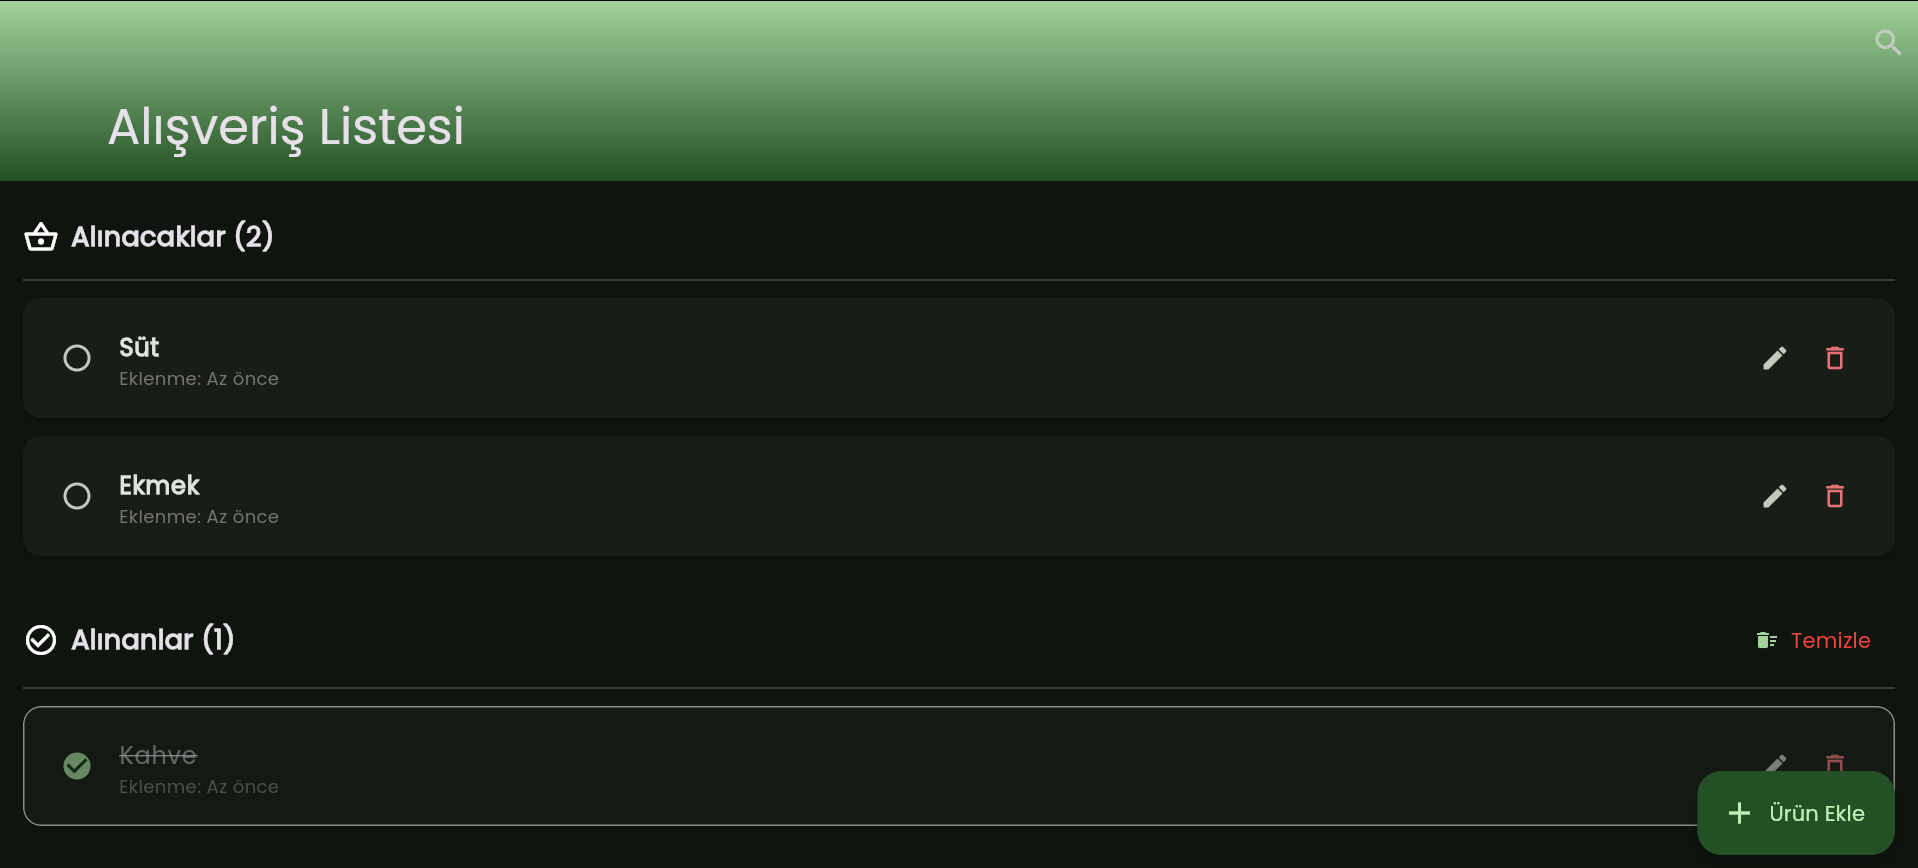 Alışveriş Listesi
Alınacaklar (2)
Süt
Eklenme: Az önce
Ekmek
Eklenme: Az önce
Alınanlar (1)
Temizle
Kahve
Eklenme: Az önce
Ürün Ekle